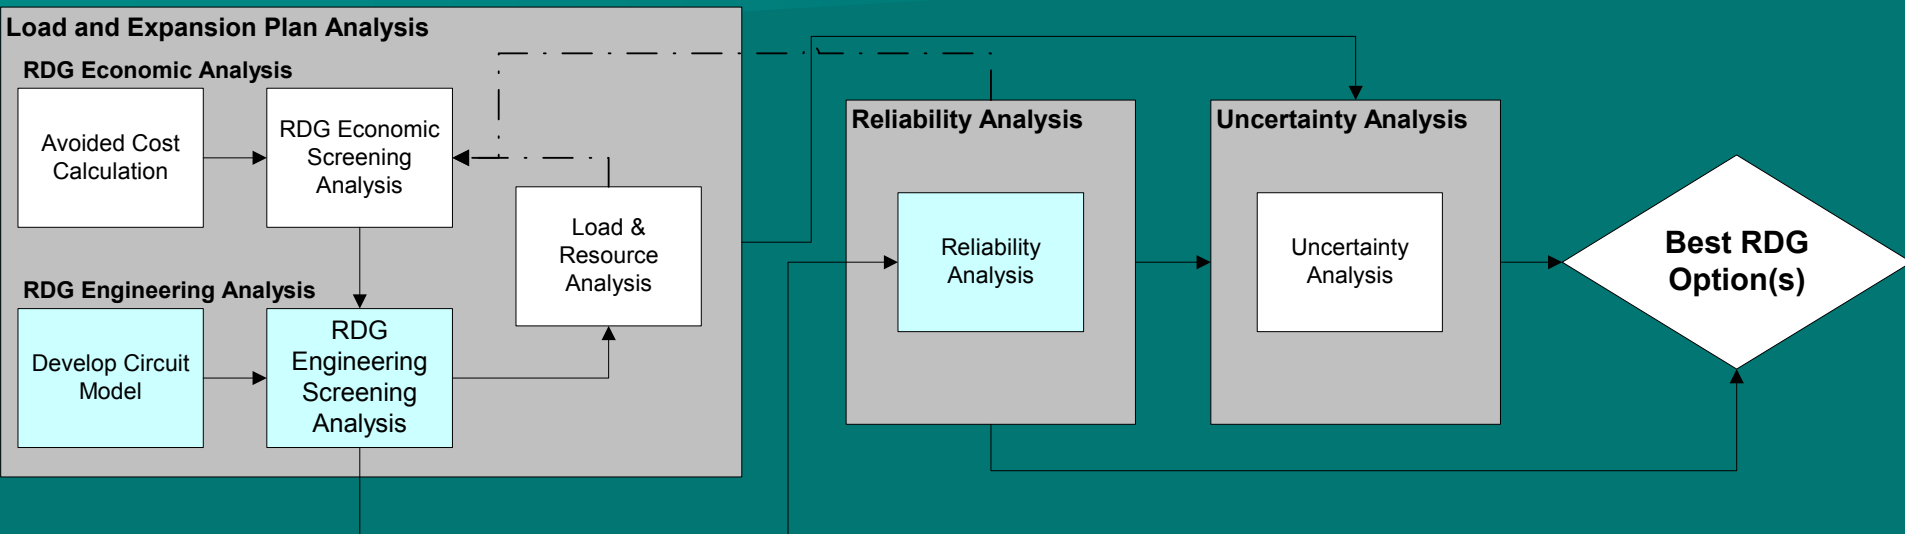 Load and Expansion Plan Analysis
RDG Economic Analysis
Avoided Cost
Calculation
RDG Economic
Screening
Analysis
Load &
Resource
Analysis
RDG Engineering Analysis
Develop Circuit
Model
RDG
Engineering
Screening
Analysis
Reliability Analysis
Reliability
Analysis
Uncertainty Analysis
Uncertainty
Analysis
Best RDG
Option(s)